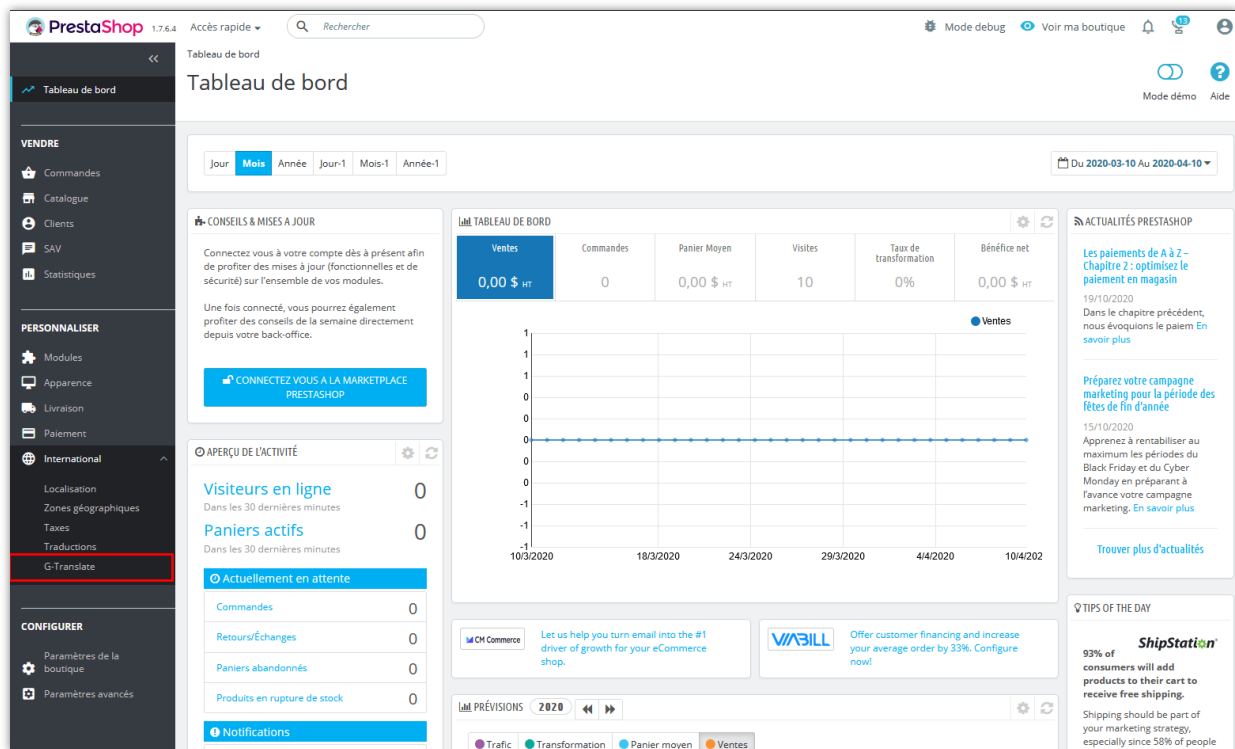 PrestaShop 1.7.6.4
Accès rapide
Rechercher
Mode debug
Voir ma boutique
13
Tableau de bord
VENDRE
Commandes
Catalogue
Clients
SAV
Statistiques
PERSONNALISER
Modules
Apparence
Livraison
Paiement
International
Localisation
Zones géographiques
Taxes
Traductions
G-Translate
CONFIGURER
Paramètres de la
boutique
Paramètres avancés
Tableau de bord
Tableau de bord
Mode démo
Aide
Jour Mois Année Jour-1 Mois-1 Année-1
Du 2020-03-10 Au 2020-04-10
CONSEILS & MISES A JOUR
Connectez vous à votre compte dès à présent afin
de profiter des mises à jour (fonctionnelles et de
sécurité) sur l'ensemble de vos modules.
Une fois connecté, vous pourrez également
profiter des conseils de la semaine directement
depuis votre back-office.
CONNECTEZ VOUS A LA MARKETPLACE
PRESTASHOP
APERÇU DE L'ACTIVITÉ
Visiteurs en ligne 0
Dans les 30 dernières minutes
Paniers actifs 0
Dans les 30 dernières minutes
Actuellement en attente
Commandes 0
Retours/Échanges 0
Paniers abandonnés 0
Produits en rupture de stock 0
Notifications
TABLEAU DE BORD
Ventes
0,00 $ HT
Commandes
0
Panier Moyen
0,00 $ HT
Visites
10
Taux de
transformation
0%
Bénéfice net
0,00 $ HT
Ventes
1
1
1
0
0
0
0
0
-1
-1
-1
10/3/2020 18/3/2020 24/3/2020 29/3/2020 4/4/2020 10/4/202
CM Commerce
Let us help you turn email into the #1
driver of growth for your eCommerce
shop.
VIABILL
Offer customer financing and increase
your average order by 33%. Configure
now!
PRÉVISIONS 2020
Trafic Transformation Panier moyen Ventes
ACTUALITÉS PRESTASHOP
Les paiements de A à Z –
Chapitre 2 : optimisez le
paiement en magasin
19/10/2020
Dans le chapitre précédent,
nous évoquions le paiem En
savoir plus
Préparez votre campagne
marketing pour la période des
fêtes de fin d'année
15/10/2020
Apprenez à rentabiliser au
maximum les périodes du
Black Friday et du Cyber
Monday en préparant à
l'avance votre campagne
marketing. En savoir plus
Trouver plus d'actualités
TIPS OF THE DAY
ShipStation
93% of
consumers will add
products to their cart to
receive free shipping.
Shipping should be part of
your marketing strategy,
especially since 58% of people